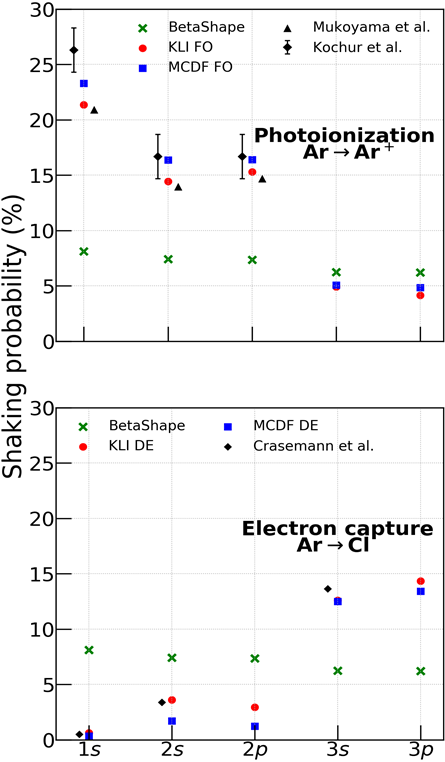 Shaking probability (%)
30
25
20
15
10
5
0
BetaShape
KLI FO
MCDF FO
Mukoyama et al.
Kochur et al.
Photoionization
Ar→Ar⁺
30
25
20
15
10
5
0
BetaShape
KLI DE
MCDF DE
Crasemann et al.
Electron capture
Ar→Cl
1s 2s 2p 3s 3p